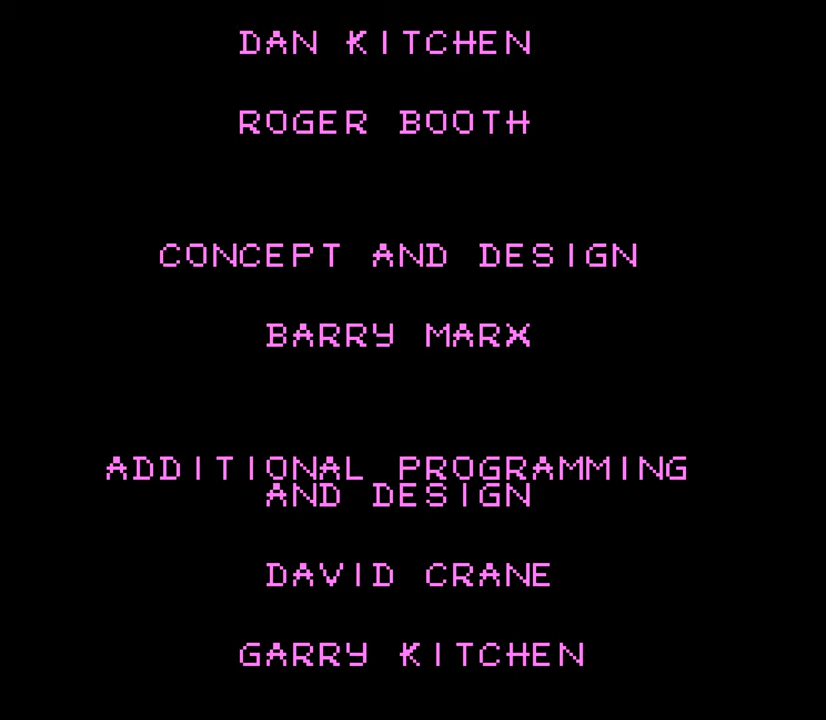 DAN KITCHEN
ROGER BOOTH
CONCEPT AND DESIGN
BARRY MARX
ADDITIONAL PROGRAMMING
AND DESIGN
DAVID CRANE
GARRY KITCHEN